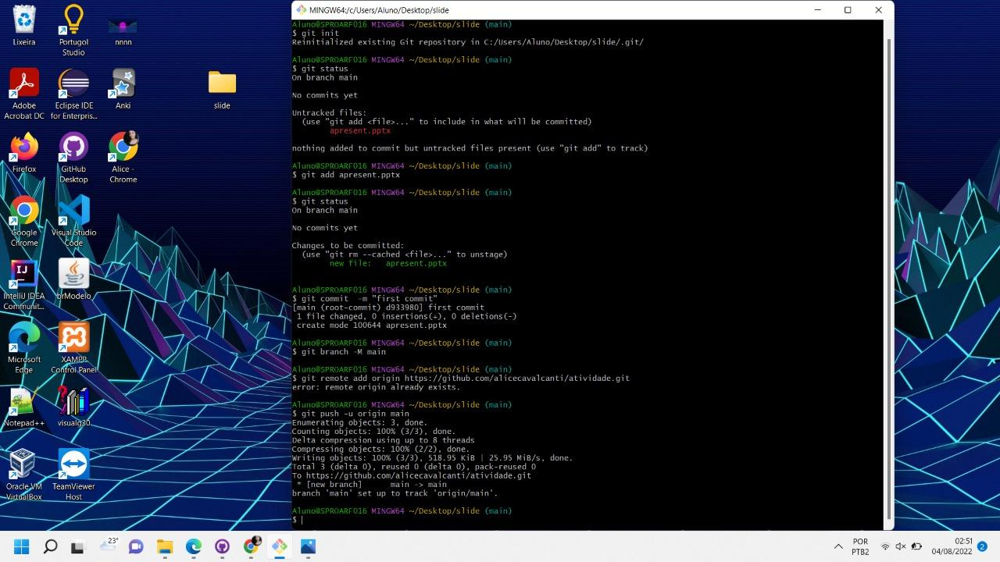 Lixeira
Portugol
Studio
nnnn
Adobe
Acrobat DC
Eclipse IDE
for Enterpris...
Anki
slide
Firefox
GitHub
Desktop
Alice -
Chrome
Google
Chrome
Visual Studio
Code
IJ
IntelliJ IDEA
Communit...
brModelo
Microsoft
Edge
XAMPP
Control Panel
Notepad++
visualg30...
Oracle VM
VirtualBox
TeamViewer
Host
MINGW64:/c/Users/Aluno/Desktop/slide
Aluno@SPROARF016 MINGW64 ~/Desktop/slide (main)
$ git init
Reinitialized existing Git repository in C:/Users/Aluno/Desktop/slide/.git/
Aluno@SPROARF016 MINGW64 ~/Desktop/slide (main)
$ git status
On branch main
No commits yet
Untracked files:
(use "git add <file>..." to include in what will be committed)
apresent.pptx
nothing added to commit but untracked files present (use "git add" to track)
Aluno@SPROARF016 MINGW64 ~/Desktop/slide (main)
$ git add apresent.pptx
Aluno@SPROARF016 MINGW64 ~/Desktop/slide (main)
$ git status
On branch main
No commits yet
Changes to be committed:
(use "git rm --cached <file>..." to unstage)
new file:   apresent.pptx
Aluno@SPROARF016 MINGW64 ~/Desktop/slide (main)
$ git commit  -m "first commit"
[main (root-commit) d933980] first commit
1 file changed, 0 insertions(+), 0 deletions(-)
create mode 100644 apresent.pptx
Aluno@SPROARF016 MINGW64 ~/Desktop/slide (main)
$ git branch -M main
Aluno@SPROARF016 MINGW64 ~/Desktop/slide (main)
$ git remote add origin https://github.com/alicecavalcanti/atividade.git
error: remote origin already exists.
Aluno@SPROARF016 MINGW64 ~/Desktop/slide (main)
$ git push -u origin main
Enumerating objects: 3, done.
Counting objects: 100% (3/3), done.
Delta compression using up to 8 threads
Compressing objects: 100% (2/2), done.
Writing objects: 100% (3/3), 518.95 KiB | 25.95 MiB/s, done.
Total 3 (delta 0), reused 0 (delta 0), pack-reused 0
To https://github.com/alicecavalcanti/atividade.git
* [new branch]      main -> main
branch 'main' set up to track 'origin/main'.
Aluno@SPROARF016 MINGW64 ~/Desktop/slide (main)
$
23°
POR
PTB2
02:51
04/08/2022
2